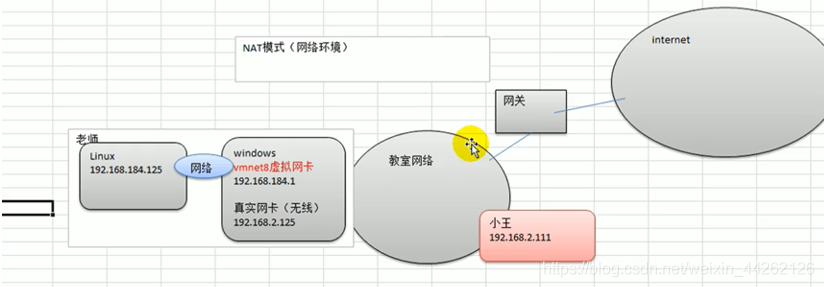 NAT模式（网络环境）
internet
网关
老师
Linux
192.168.184.125
网络
windows
vmnet8虚拟网卡
192.168.184.1
真实网卡（无线）
192.168.2.125
教室网络
小王
192.168.2.111
https://blog.csdn.net/weixin_44262126